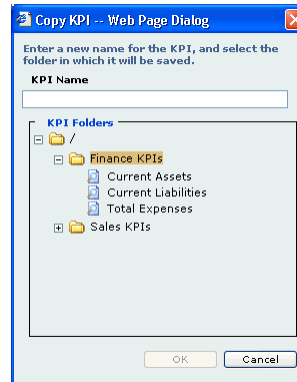 Copy KPI -- Web Page Dialog
Enter a new name for the KPI, and select the
folder in which it will be saved.
KPI Name
KPI Folders
/
Finance KPIs
Current Assets
Current Liabilities
Total Expenses
Sales KPIs
OK
Cancel